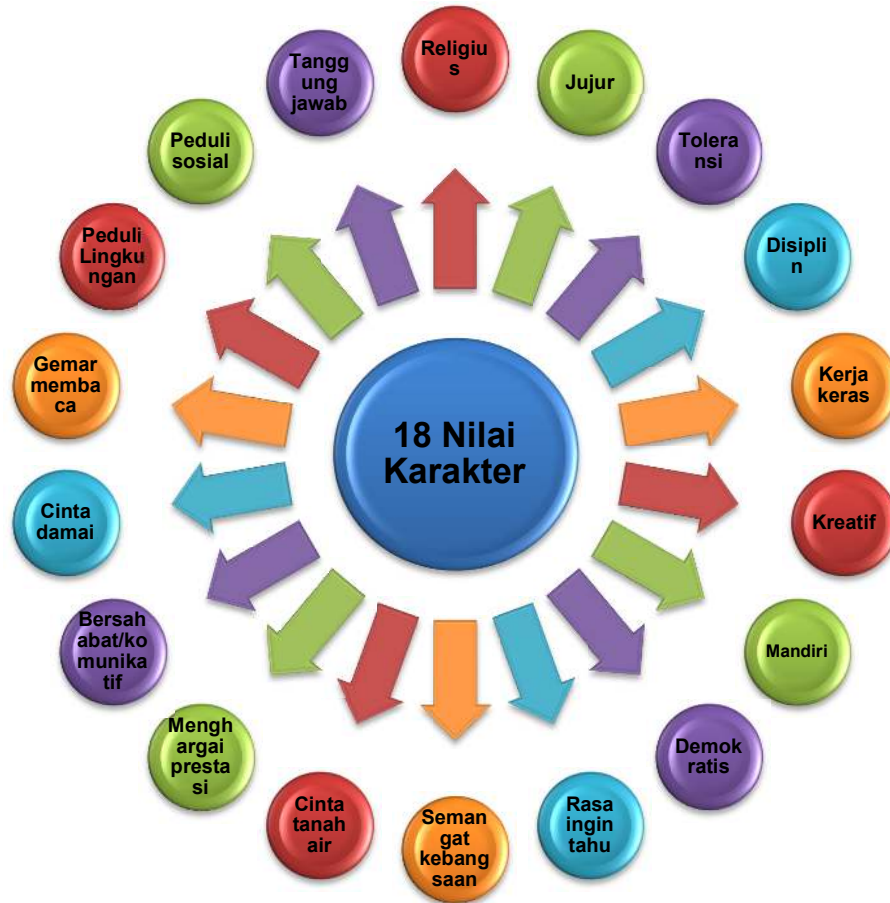 18 Nilai
Karakter
Religiu
s
Jujur
Tolera
nsi
Disipli
n
Kerja
keras
Kreatif
Mandiri
Demok
ratis
Rasa
ingin
tahu
Seman
gat
kebang
saan
Cinta
tanah
air
Mengh
argai
presta
si
Bersah
abat/ko
munika
tif
Cinta
damai
Gemar
memba
ca
Peduli
Lingku
ngan
Peduli
sosial
Tangg
ung
jawab